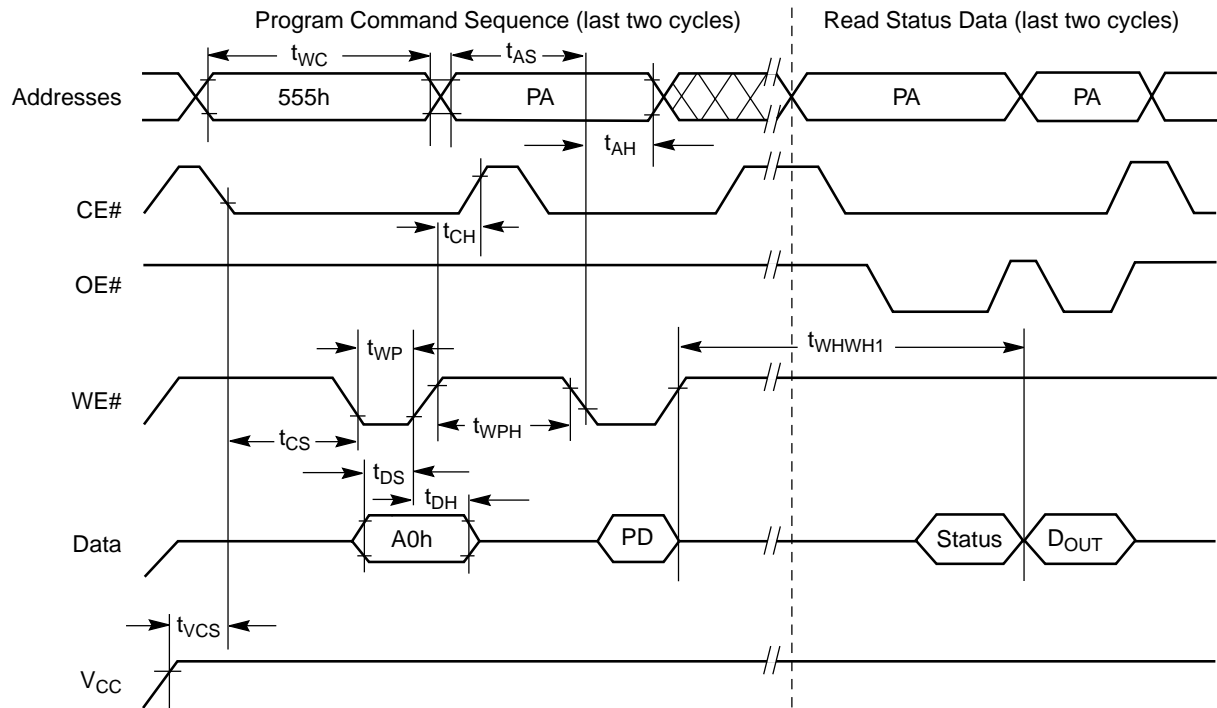 Program Command Sequence (last two cycles)
Read Status Data (last two cycles)
tWC
tAS
Addresses
555h
PA
PA
PA
tAH
CE#
tCH
OE#
tWP
tWHWH1
WE#
tCS
tWPH
tDS
tDH
Data
A0h
PD
Status
DOUT
tVCS
VCC